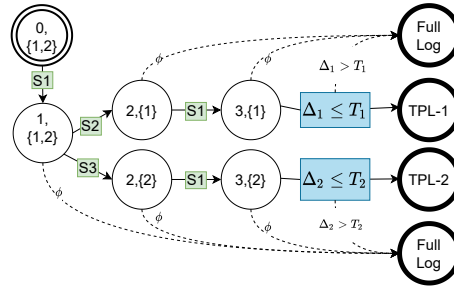 0,
{1,2}
S1
1,
{1,2}
S2
2,{1}
S1
3,{1}
Δ₁ ≤ T₁
TPL-1
ϕ
ϕ
Δ₁ > T₁
Full
Log
S3
2,{2}
S1
3,{2}
Δ₂ ≤ T₂
TPL-2
ϕ
ϕ
ϕ
Δ₂ > T₂
Full
Log